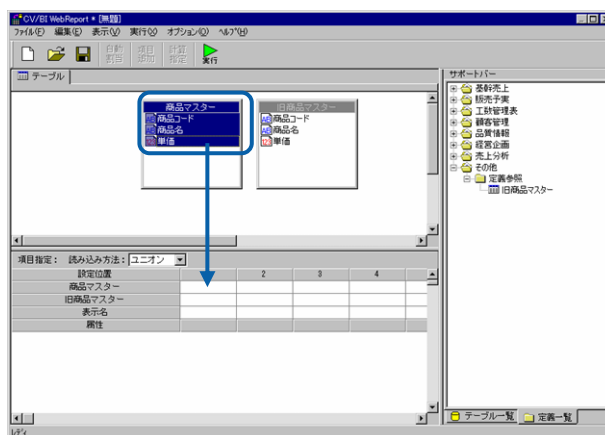 CV/BI WebReport * [無題]
ファイル(F) 編集(E) 表示(V) 実行(X) オプション(O) ヘルプ(H)
自動割当 項目追加 計算指定 実行
テーブル
商品マスター
商品コード
商品名
単価
旧商品マスター
商品コード
商品名
単価
項目指定: 読み込み方法: ユニオン
設定位置 2 3 4
商品マスター
旧商品マスター
表示名
属性
サポートバー
基幹売上
販売予実
工数管理表
顧客管理
品質情報
経営企画
売上分析
その他
定義参照
旧商品マスター
テーブル一覧 定義一覧
レディ